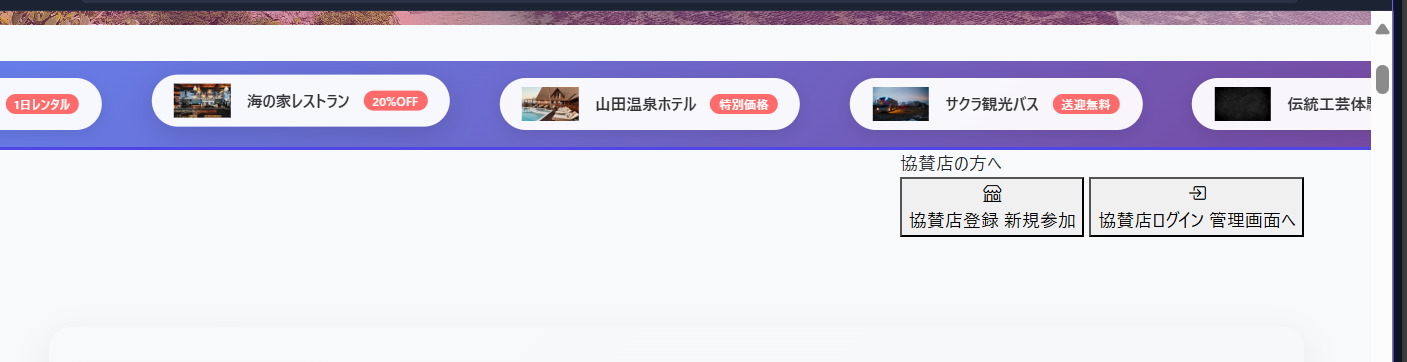 1日レンタル
海の家レストラン 20%OFF
山田温泉ホテル 特別価格
サクラ観光バス 送迎無料
伝統工芸体
協賛店の方へ
協賛店登録 新規参加
協賛店ログイン 管理画面へ